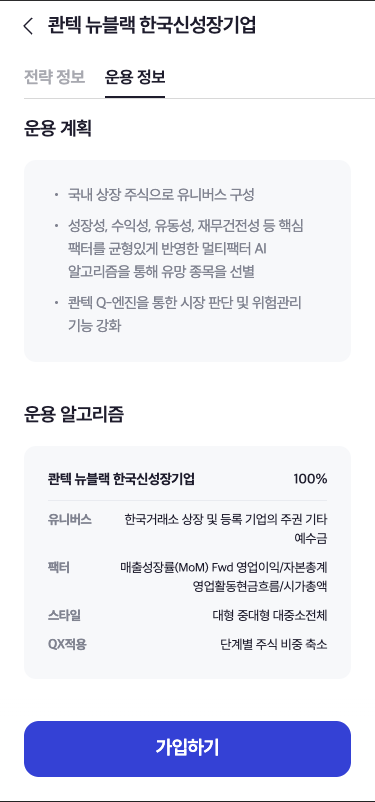 콴텍 뉴블랙 한국신성장기업
전략 정보 운용 정보
운용 계획
• 국내 상장 주식으로 유니버스 구성
• 성장성, 수익성, 유동성, 재무건전성 등 핵심
팩터를 균형있게 반영한 멀티팩터 AI
알고리즘을 통해 유망 종목을 선별
• 콴텍 Q-엔진을 통한 시장 판단 및 위험관리
기능 강화
운용 알고리즘
콴텍 뉴블랙 한국신성장기업 100%
유니버스 한국거래소 상장 및 등록 기업의 주권 기타
예수금
팩터 매출성장률(MoM) Fwd 영업이익/자본총계
영업활동현금흐름/시가총액
스타일 대형 중대형 대중소전체
QX적용 단계별 주식 비중 축소
가입하기